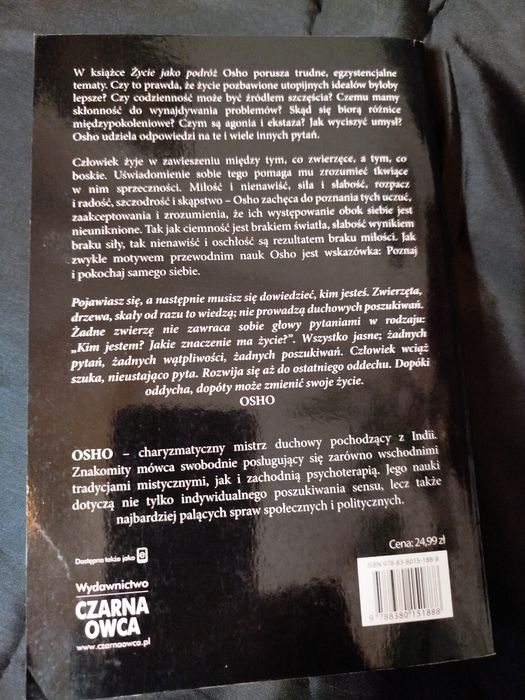 W książce Życie jako podróż Osho porusza trudne, egzystencjalne
tematy. Czy to prawda, że życie pozbawione utopijnych ideałów byłoby
lepsze? Czy codzienność może być źródłem szczęścia? Czemu mamy
skłonność do wynajdywania problemów? Skąd się biorą różnice
międzypokoleniowe? Czym są agonia i ekstaza? Jak wyciszyć umysł?
Osho udziela odpowiedzi na te i wiele innych pytań.
Człowiek żyje w zawieszeniu między tym, co zwierzęce, a tym, co
boskie. Uświadomienie sobie tego pomaga mu zrozumieć tkwiące
w nim sprzeczności. Miłość i nienawiść, siła i słabość, rozpacz
i radość, szczodrość i skąpstwo – Osho zachęca do poznania tych uczuć,
zaakceptowania i zrozumienia, że ich występowanie obok siebie jest
nieuniknione. Tak jak ciemność jest brakiem światła, słabość wynikiem
braku siły, tak nienawiść i oschłość są rezultatem braku miłości. Jak
zwykle motywem przewodnim nauk Osho jest wskazówka: Poznaj
i pokochaj samego siebie.
Pojawiasz się, a następnie musisz się dowiedzieć, kim jesteś. Zwierzęta,
drzewa, skały od razu to wiedzą; nie prowadzą duchowych poszukiwań.
Żadne zwierzę nie zawraca sobie głowy pytaniami w rodzaju:
„Kim jestem? Jakie znaczenie ma życie?”. Wszystko jasne; żadnych
pytań, żadnych wątpliwości, żadnych poszukiwań. Człowiek wciąż
szuka, nieustająco pyta. Rozwija się aż do ostatniego oddechu. Dopóki
oddycha, dopóty może zmienić swoje życie.
OSHO
OSHO – charyzmatyczny mistrz duchowy pochodzący z Indii.
Znakomity mówca swobodnie posługujący się zarówno wschodnimi
tradycjami mistycznymi, jak i zachodnią psychoterapią. Jego nauki
dotyczą nie tylko indywidualnego poszukiwania sensu, lecz także
najbardziej palących spraw społecznych i politycznych.
Cena: 24,99 zł
Dostępna także jako e
ISBN 978-83-8015-188-8
9 788380 151888
Wydawnictwo
CZARNA
OWCA
www.czarnaowca.pl